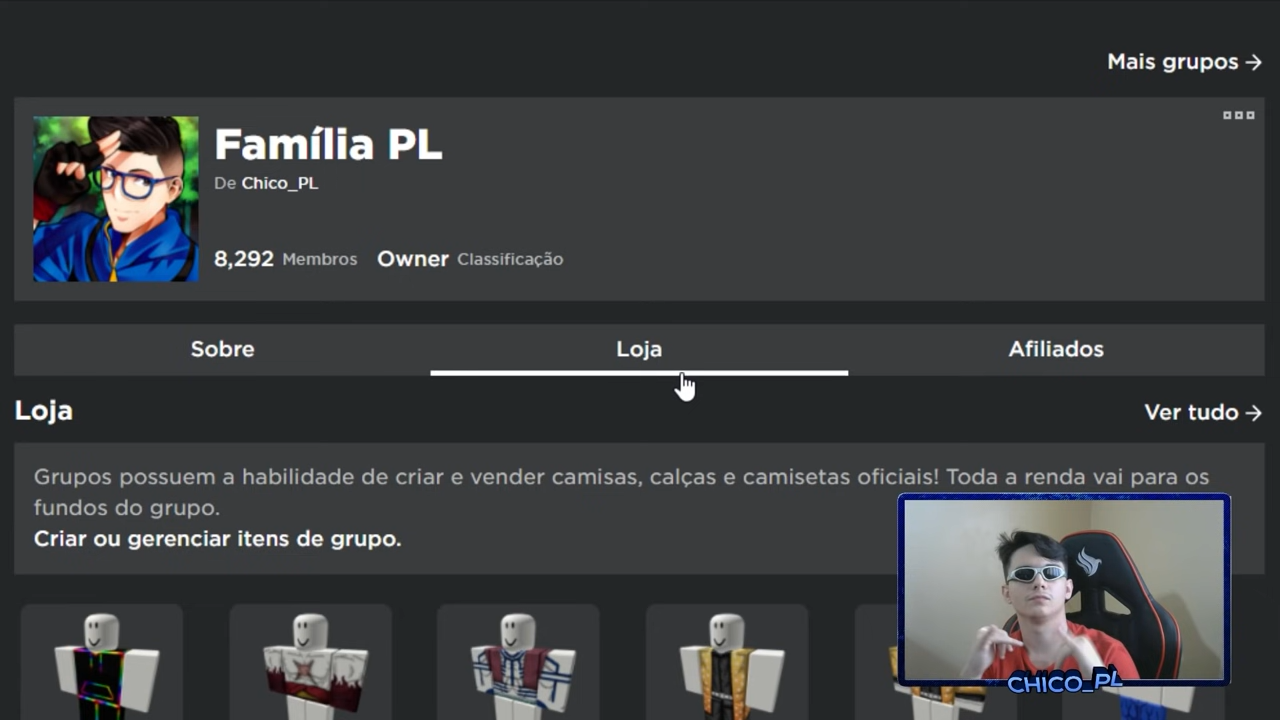 Mais grupos →
Família PL
De Chico_PL
8,292 Membros Owner Classificação
Sobre Loja Afiliados
Loja
Ver tudo →
Grupos possuem a habilidade de criar e vender camisas, calças e camisetas oficiais! Toda a renda vai para os
fundos do grupo.
Criar ou gerenciar itens de grupo.
CHICO_PL